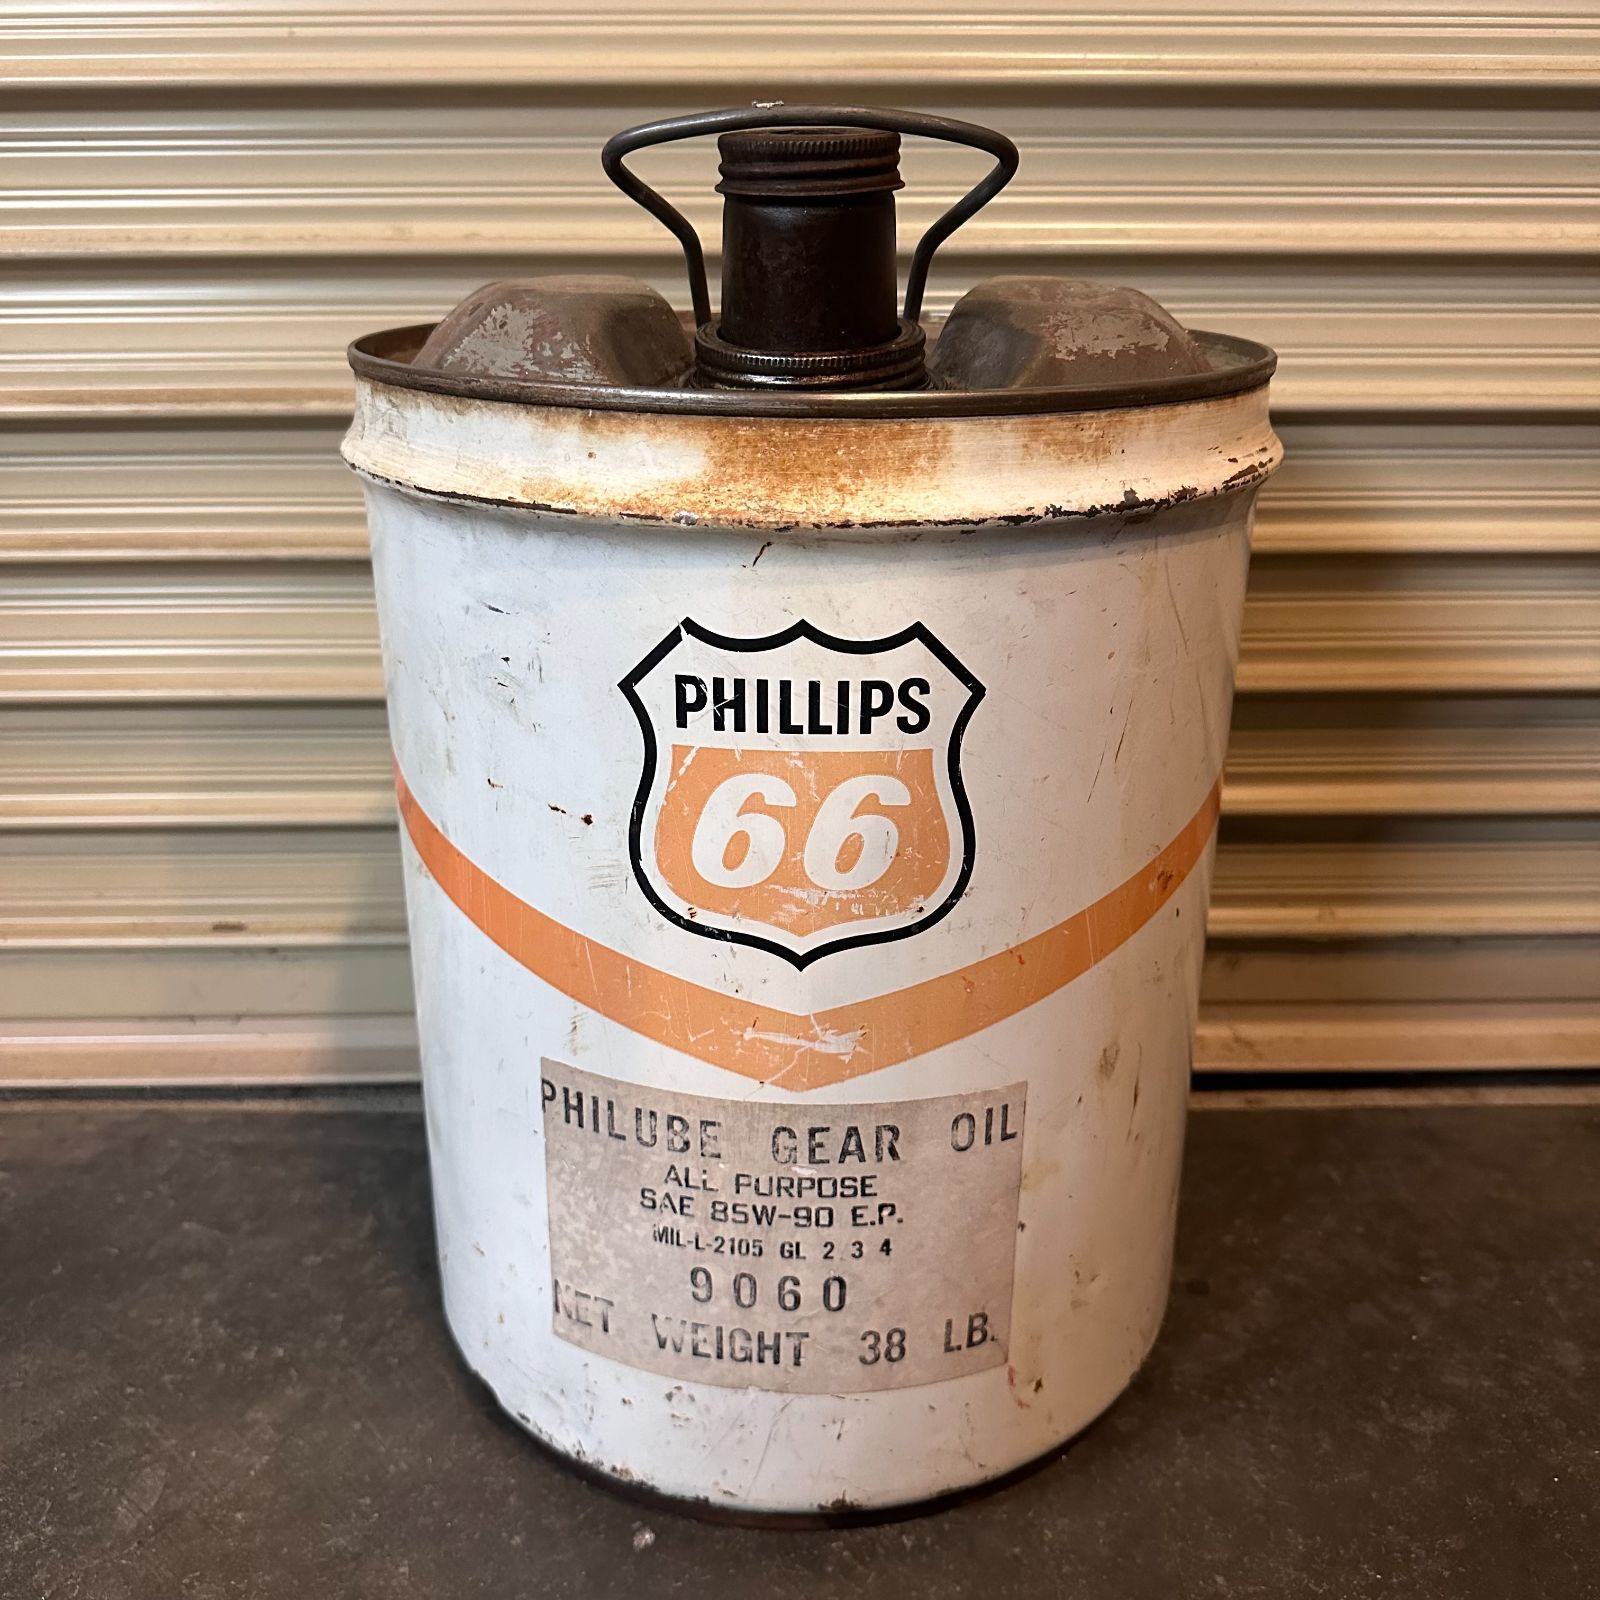 PHILLIPS
66
PHILUBE GEAR OIL
ALL PURPOSE
SAE 85W-90 E.P.
MIL-L-2105 GL 2 3 4
9060
NET WEIGHT 38 LB.